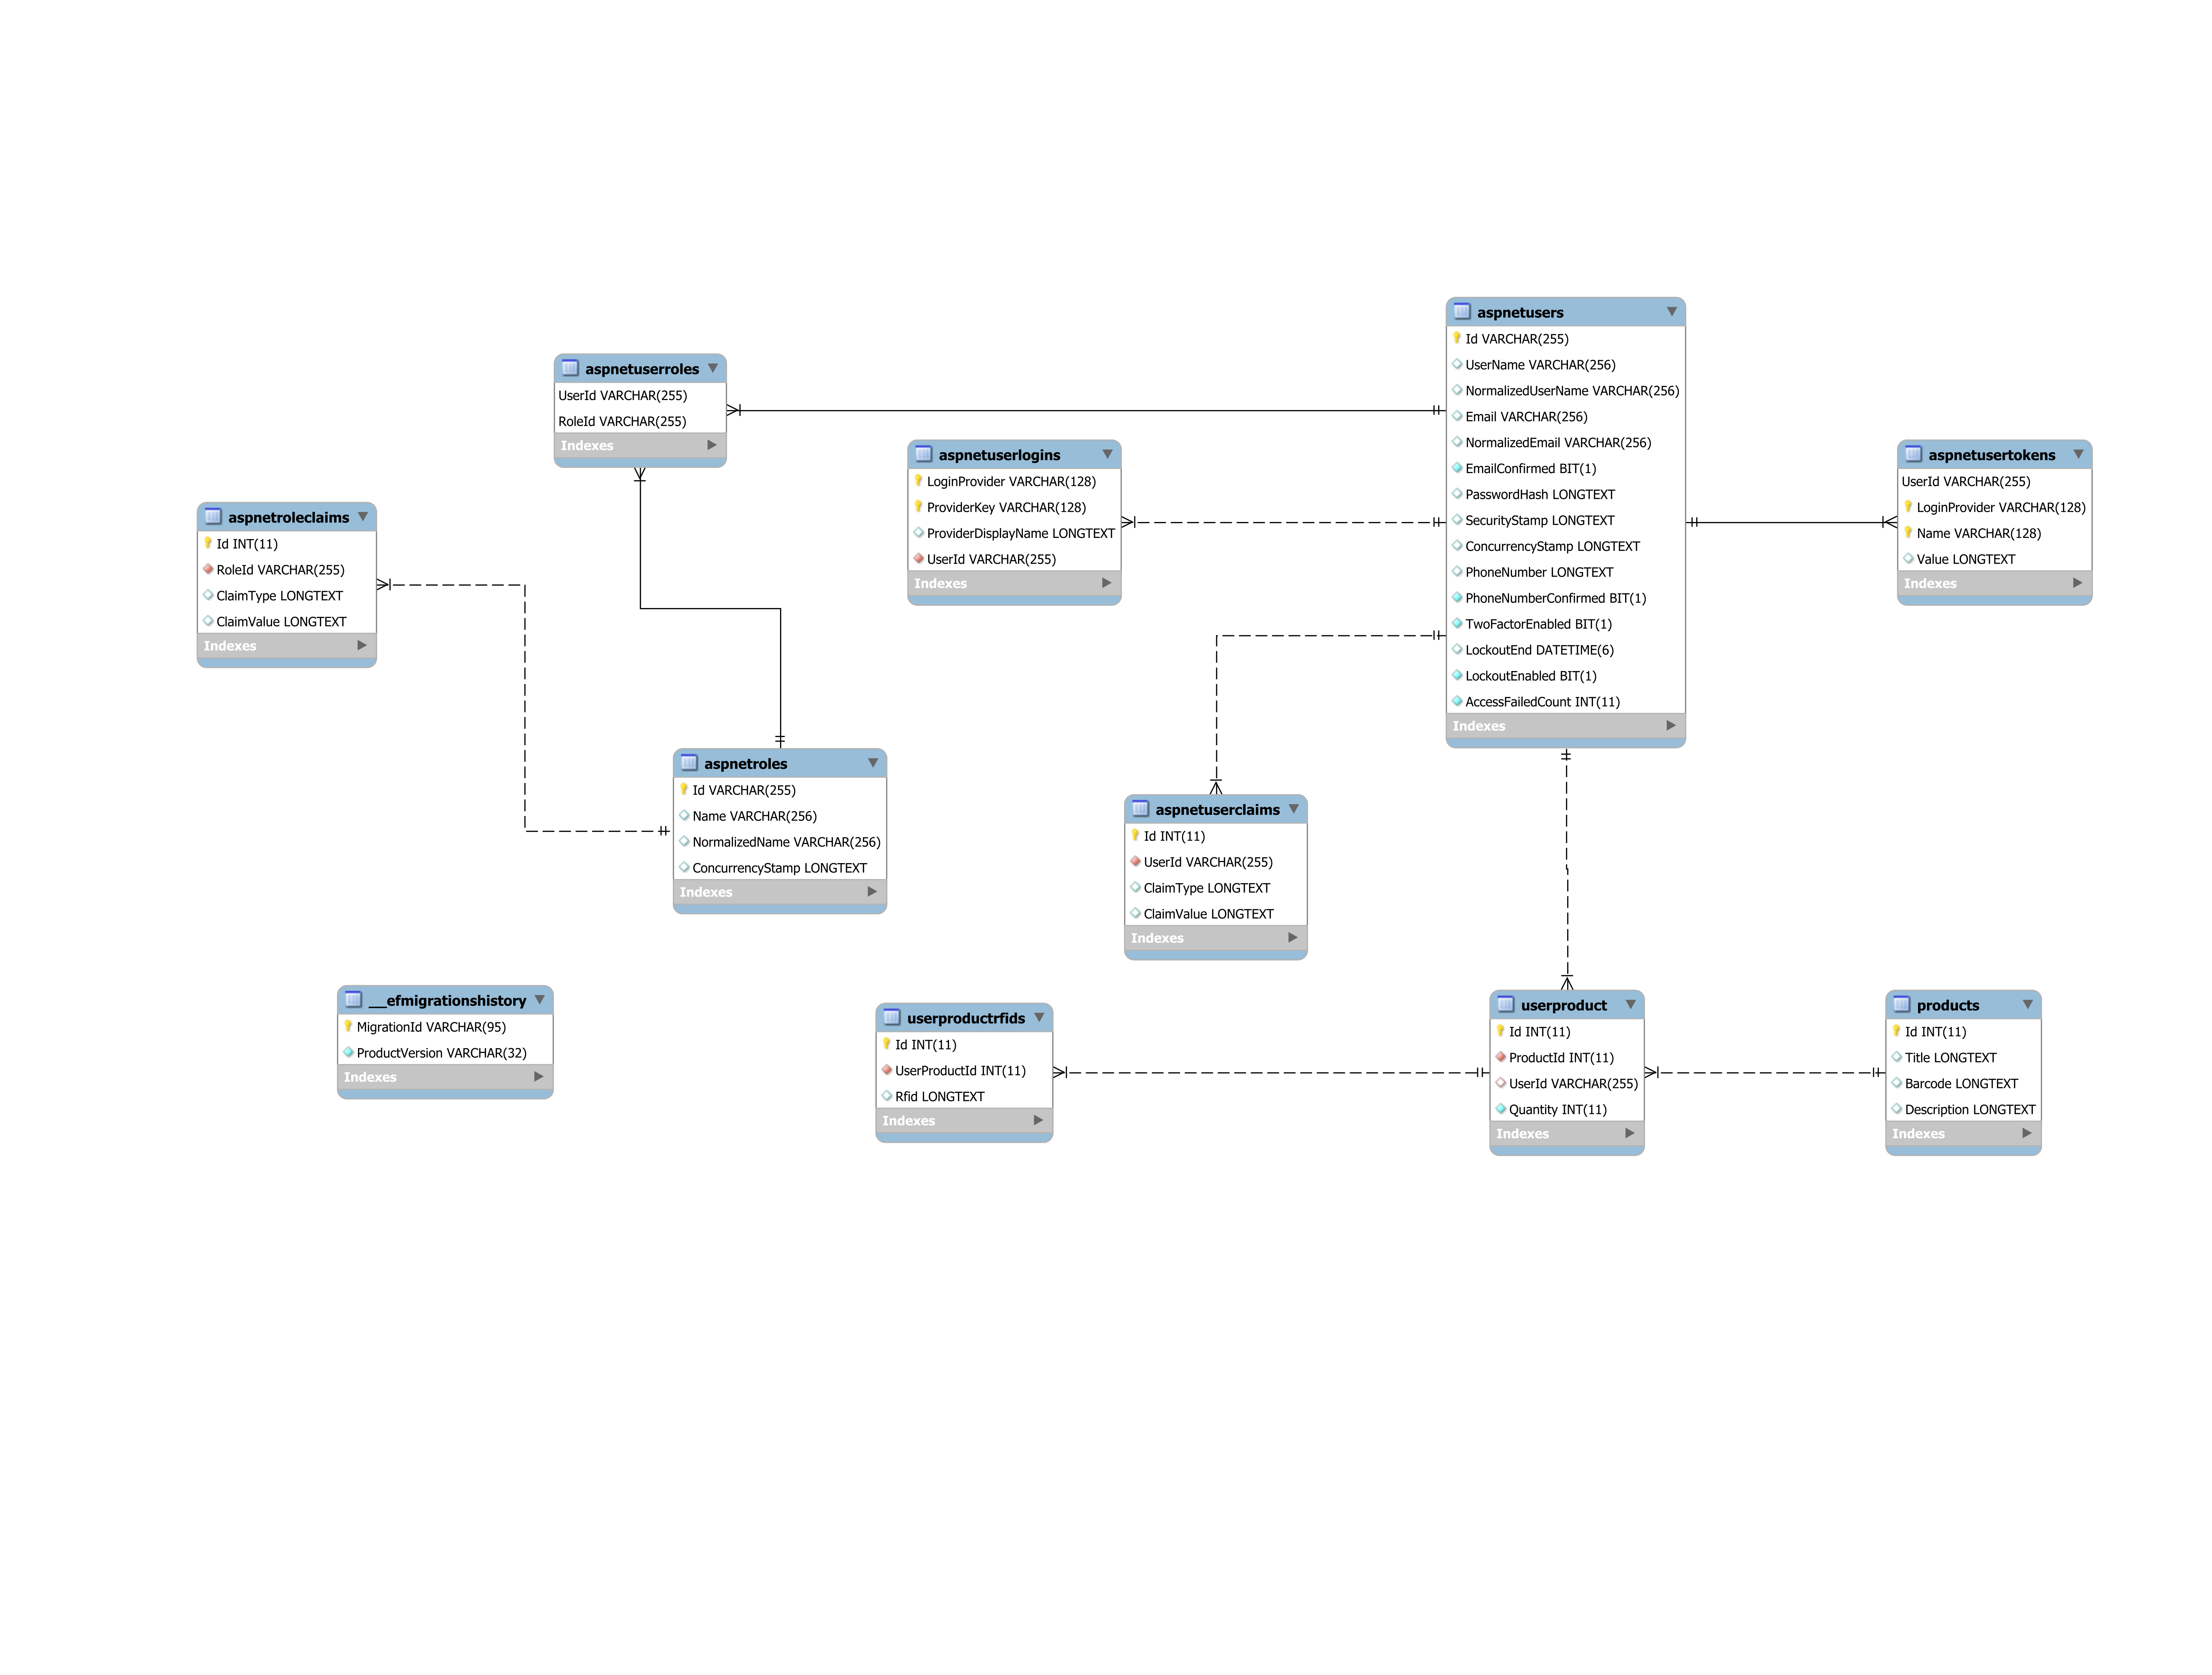 aspnetusers
Id VARCHAR(255)
UserName VARCHAR(256)
NormalizedUserName VARCHAR(256)
Email VARCHAR(256)
NormalizedEmail VARCHAR(256)
EmailConfirmed BIT(1)
PasswordHash LONGTEXT
SecurityStamp LONGTEXT
ConcurrencyStamp LONGTEXT
PhoneNumber LONGTEXT
PhoneNumberConfirmed BIT(1)
TwoFactorEnabled BIT(1)
LockoutEnd DATETIME(6)
LockoutEnabled BIT(1)
AccessFailedCount INT(11)
Indexes
aspnetuserroles
UserId VARCHAR(255)
RoleId VARCHAR(255)
Indexes
aspnetuserlogins
LoginProvider VARCHAR(128)
ProviderKey VARCHAR(128)
ProviderDisplayName LONGTEXT
UserId VARCHAR(255)
Indexes
aspnetusertokens
UserId VARCHAR(255)
LoginProvider VARCHAR(128)
Name VARCHAR(128)
Value LONGTEXT
Indexes
aspnetroleclaims
Id INT(11)
RoleId VARCHAR(255)
ClaimType LONGTEXT
ClaimValue LONGTEXT
Indexes
aspnetroles
Id VARCHAR(255)
Name VARCHAR(256)
NormalizedName VARCHAR(256)
ConcurrencyStamp LONGTEXT
Indexes
aspnetuserclaims
Id INT(11)
UserId VARCHAR(255)
ClaimType LONGTEXT
ClaimValue LONGTEXT
Indexes
__efmigrationshistory
MigrationId VARCHAR(95)
ProductVersion VARCHAR(32)
Indexes
userproductrfids
Id INT(11)
UserProductId INT(11)
Rfid LONGTEXT
Indexes
userproduct
Id INT(11)
ProductId INT(11)
UserId VARCHAR(255)
Quantity INT(11)
Indexes
products
Id INT(11)
Title LONGTEXT
Barcode LONGTEXT
Description LONGTEXT
Indexes